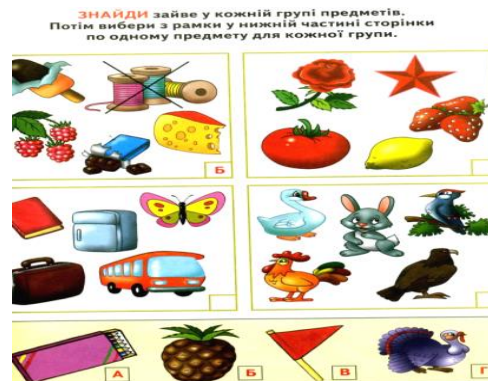 ЗНАЙДИ зайве у кожній групі предметів.
Потім вибери з рамки у нижній частині сторінки
по одному предмету для кожної групи.
Б
А
Б
В
Г